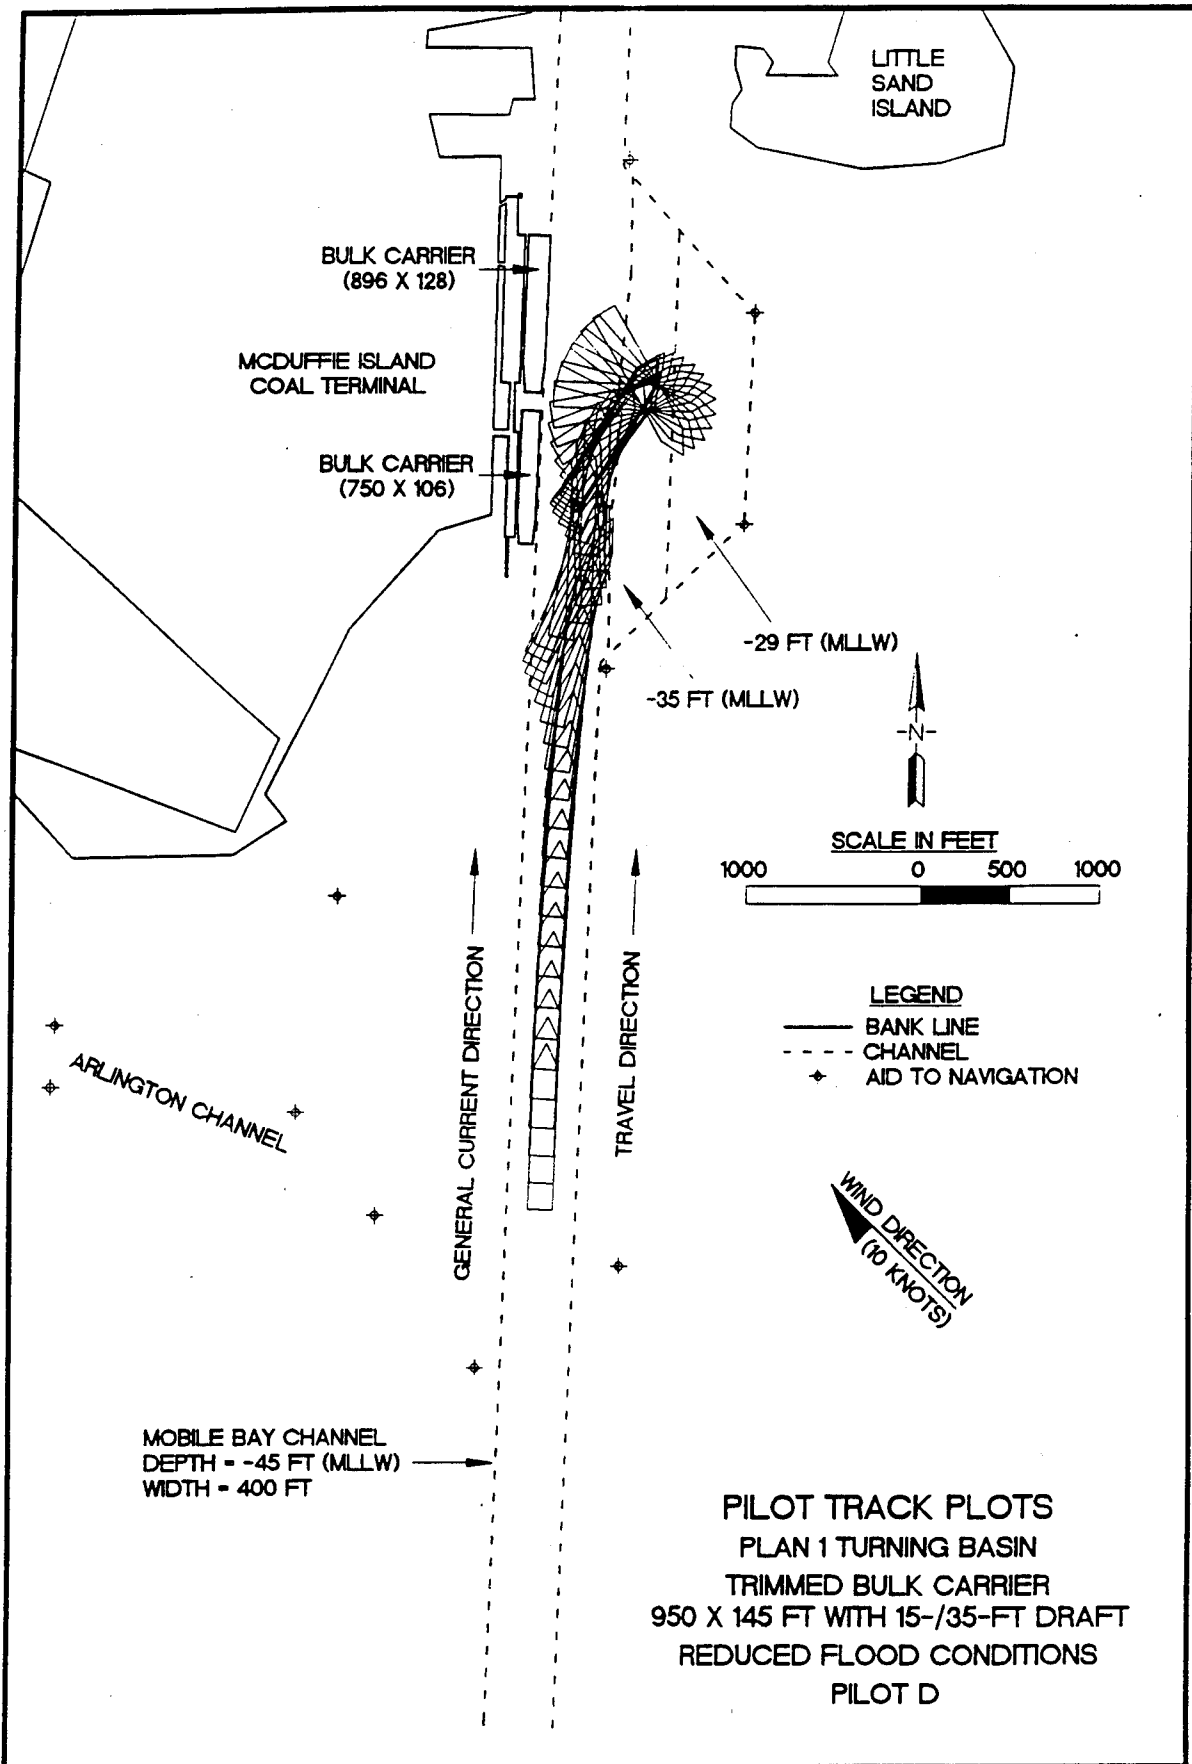 LITTLE
SAND
ISLAND
BULK CARRIER
(896 X 128)
MCDUFFIE ISLAND
COAL TERMINAL
BULK CARRIER
(750 X 106)
-29 FT (MLLW)
-35 FT (MLLW)
-N-
SCALE IN FEET
1000 0 500 1000
GENERAL CURRENT DIRECTION
TRAVEL DIRECTION
LEGEND
BANK LINE
CHANNEL
AID TO NAVIGATION
ARLINGTON CHANNEL
WIND DIRECTION
(10 KNOTS)
MOBILE BAY CHANNEL
DEPTH = -45 FT (MLLW)
WIDTH = 400 FT
PILOT TRACK PLOTS
PLAN 1 TURNING BASIN
TRIMMED BULK CARRIER
950 X 145 FT WITH 15-/35-FT DRAFT
REDUCED FLOOD CONDITIONS
PILOT D